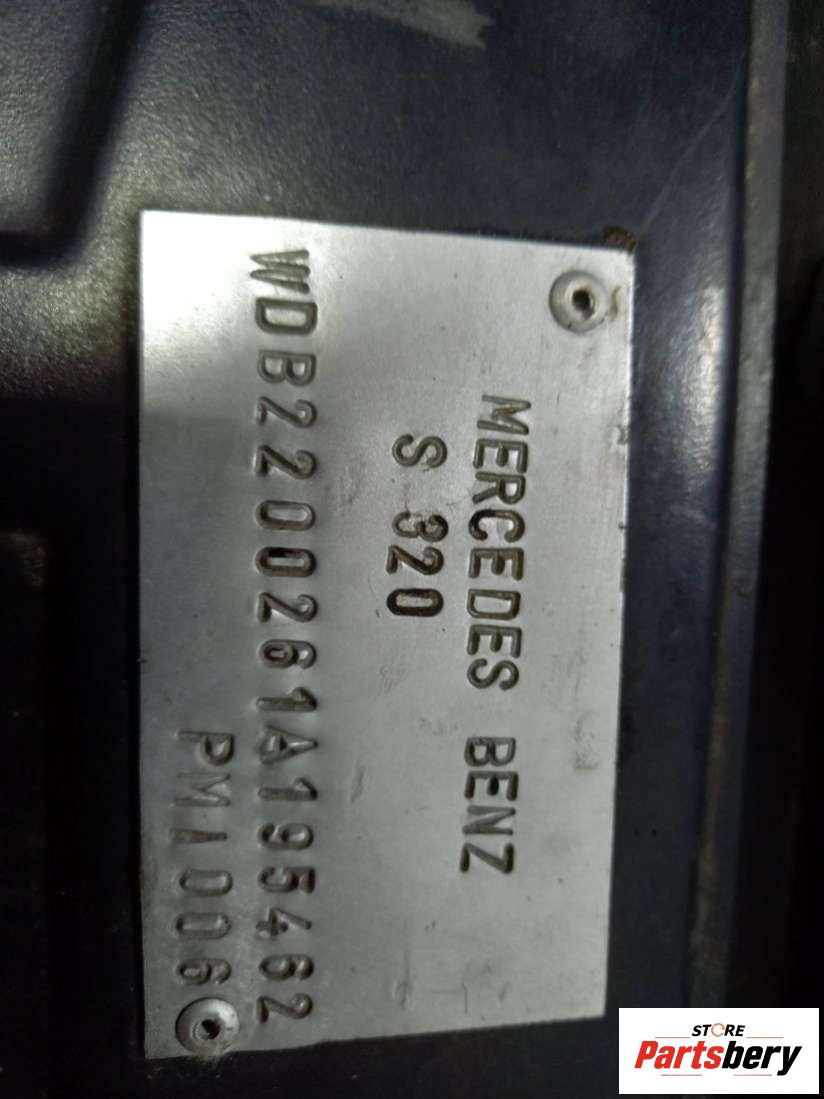 MERCEDES BENZ
S 320
WDB2200261A195462
PMA006
STORE
Partsbery